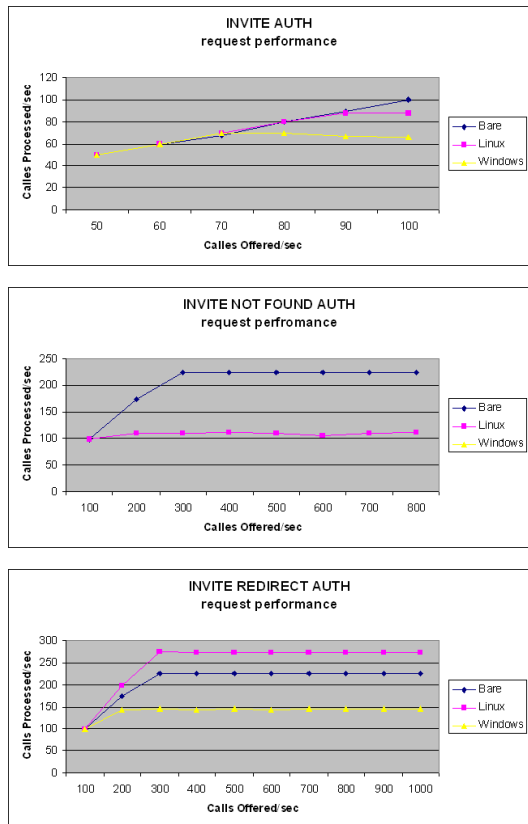 INVITE AUTH
request performance
120
100
80
60
40
20
0
50 60 70 80 90 100
Calles Processed/sec
Calles Offered/sec
Bare
Linux
Windows
INVITE NOT FOUND AUTH
request perfromance
250
200
150
100
50
0
100 200 300 400 500 600 700 800
Calles Processed/sec
Calles Offered/sec
Bare
Linux
Windows
INVITE REDIRECT AUTH
request performance
300
250
200
150
100
50
0
100 200 300 400 500 600 700 800 900 1000
Calls Processed/sec
Calls Offered/sec
Bare
Linux
Windows